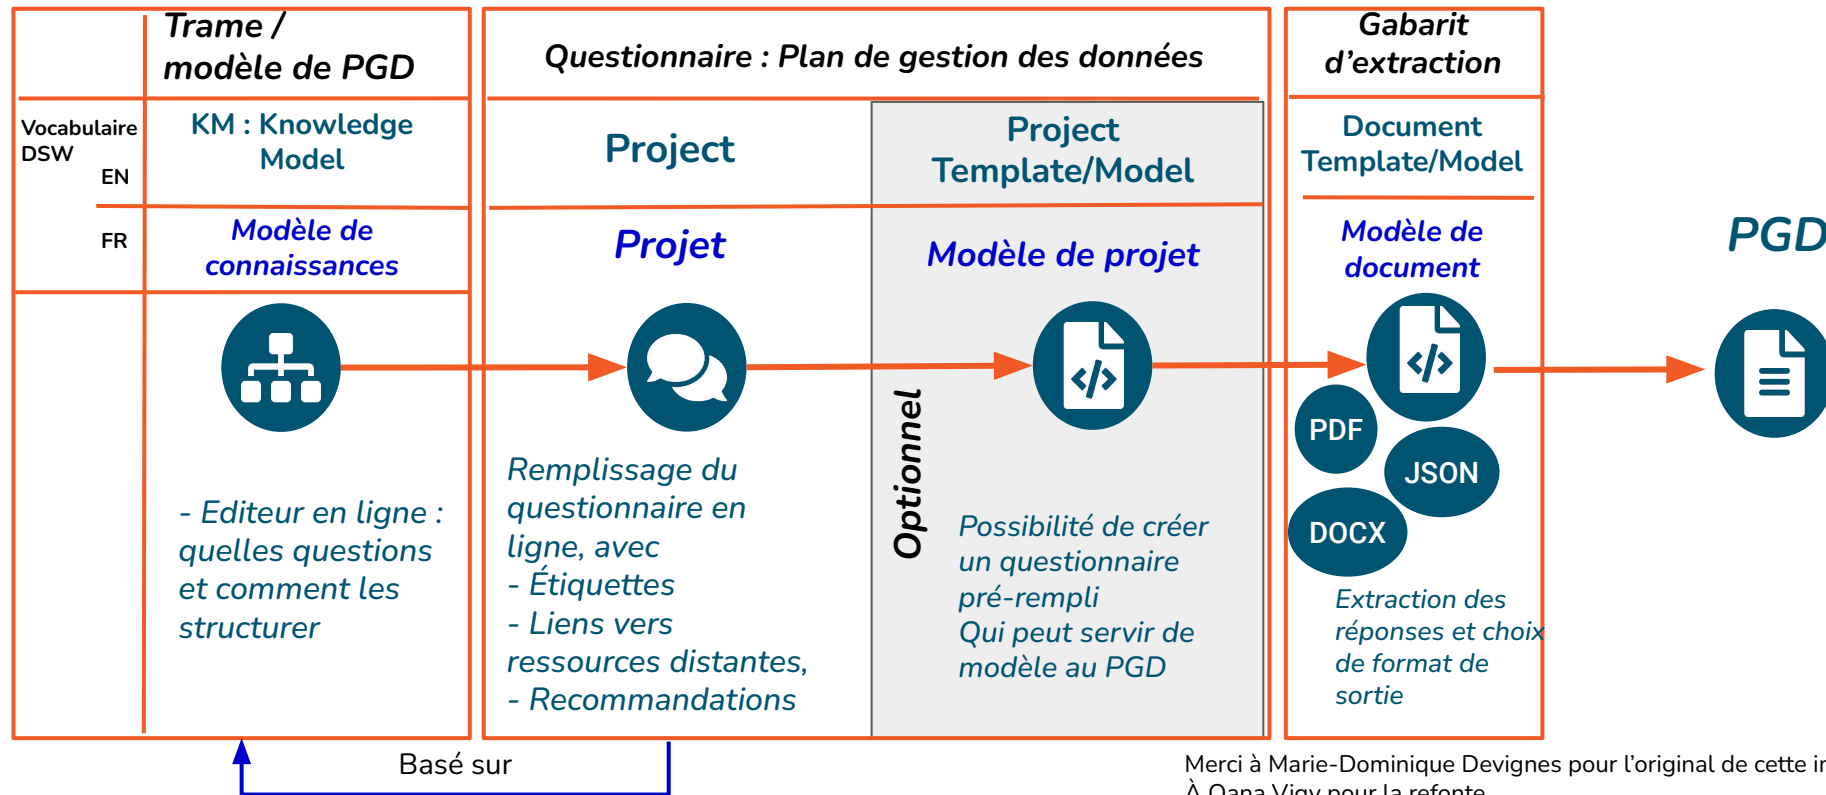 Trame /
modèle de PGD
Questionnaire : Plan de gestion des données
Gabarit
d'extraction
Vocabulaire
DSW
EN
KM : Knowledge
Model
Project
Project
Template/Model
Document
Template/Model
FR
Modèle de
connaissances
Projet
Modèle de projet
Modèle de
document
PGD
</>
</>
PDF
JSON
DOCX
- Editeur en ligne :
quelles questions
et comment les
structurer
Remplissage du
questionnaire en
ligne, avec
- Étiquettes
- Liens vers
ressources distantes,
- Recommandations
Optionnel
Possibilité de créer
un questionnaire
pré-rempli
Qui peut servir de
modèle au PGD
Extraction des
réponses et choix
de format de
sortie
Basé sur
Merci à Marie-Dominique Devignes pour l'original de cette
À Oana Vigy pour la refonte